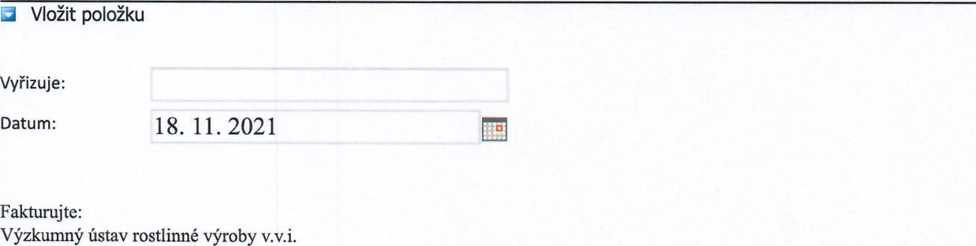 Vložit položku
Vyřizuje:
Datum: 18. 11. 2021
Fakturujte:
Výzkumný ústav rostlinné výroby v.v.i.